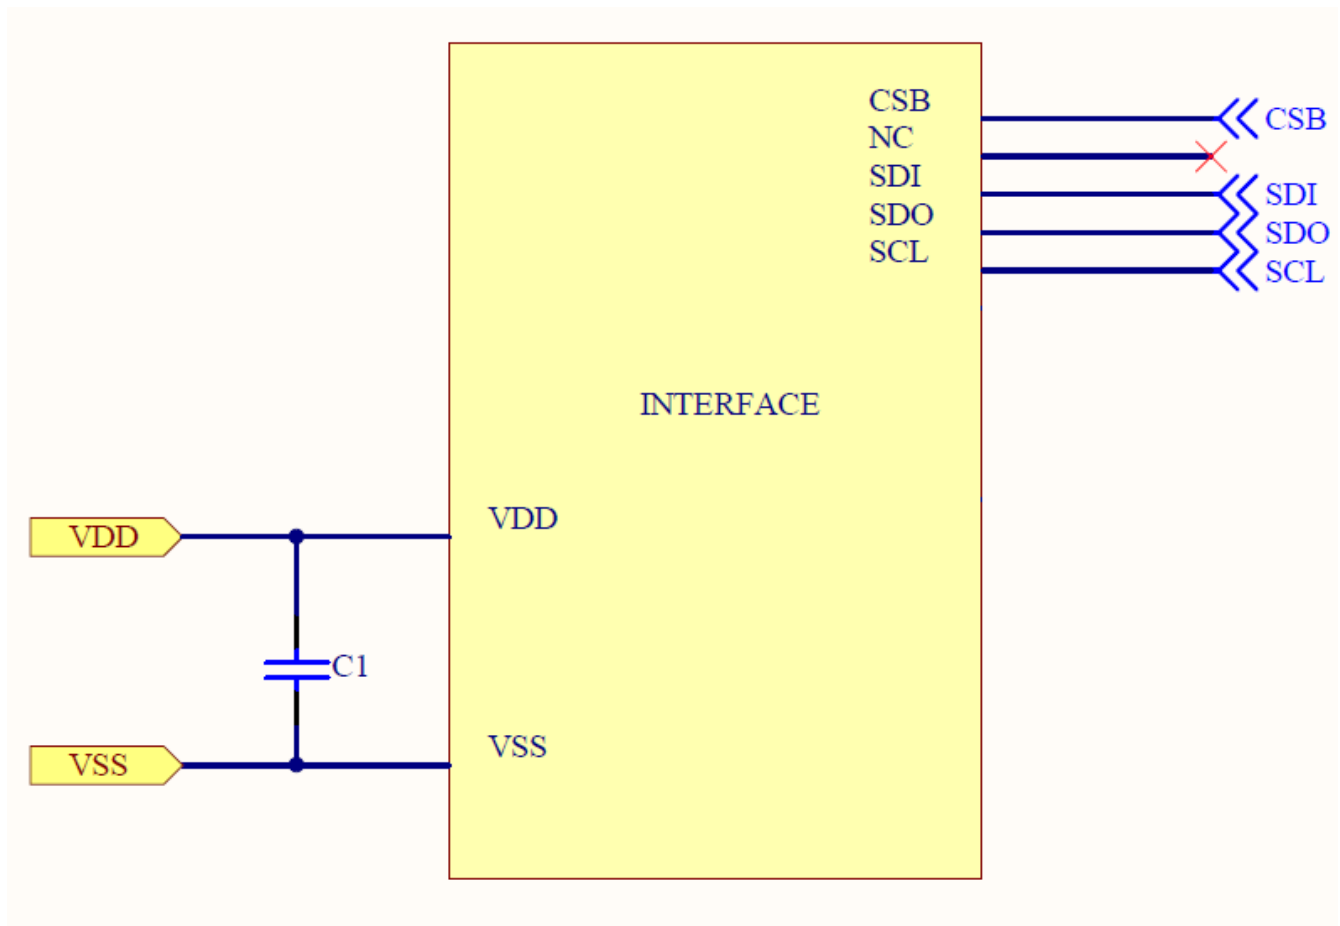 CSB
CSB
NC
SDI
SDI
SDO
SDO
SCL
SCL
INTERFACE
VDD
VDD
C1
VSS
VSS